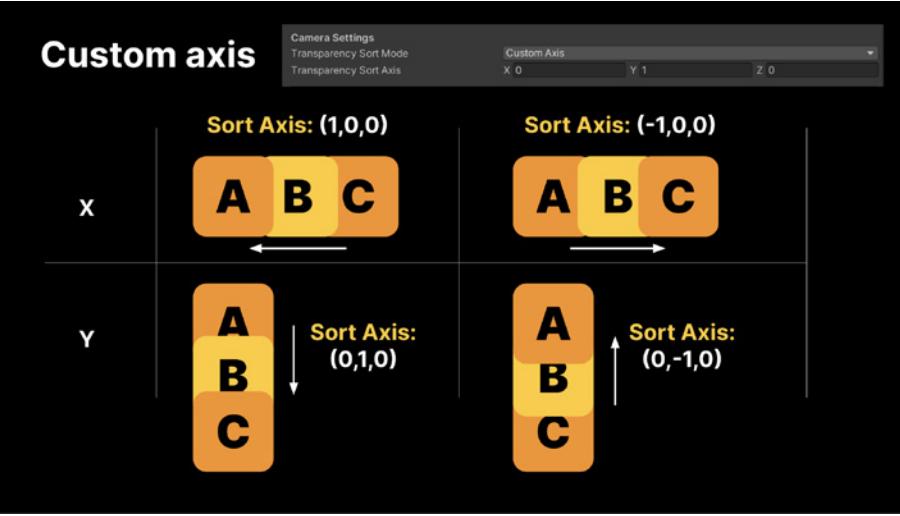 Custom axis
Camera Settings
Transparency Sort Mode Custom Axis
Transparency Sort Axis X 0 Y 1 Z 0
Sort Axis: (1,0,0) Sort Axis: (-1,0,0)
X
A B C A B C
Y
A
B
C
Sort Axis:
(0,1,0)
A
B
C
Sort Axis:
(0,-1,0)